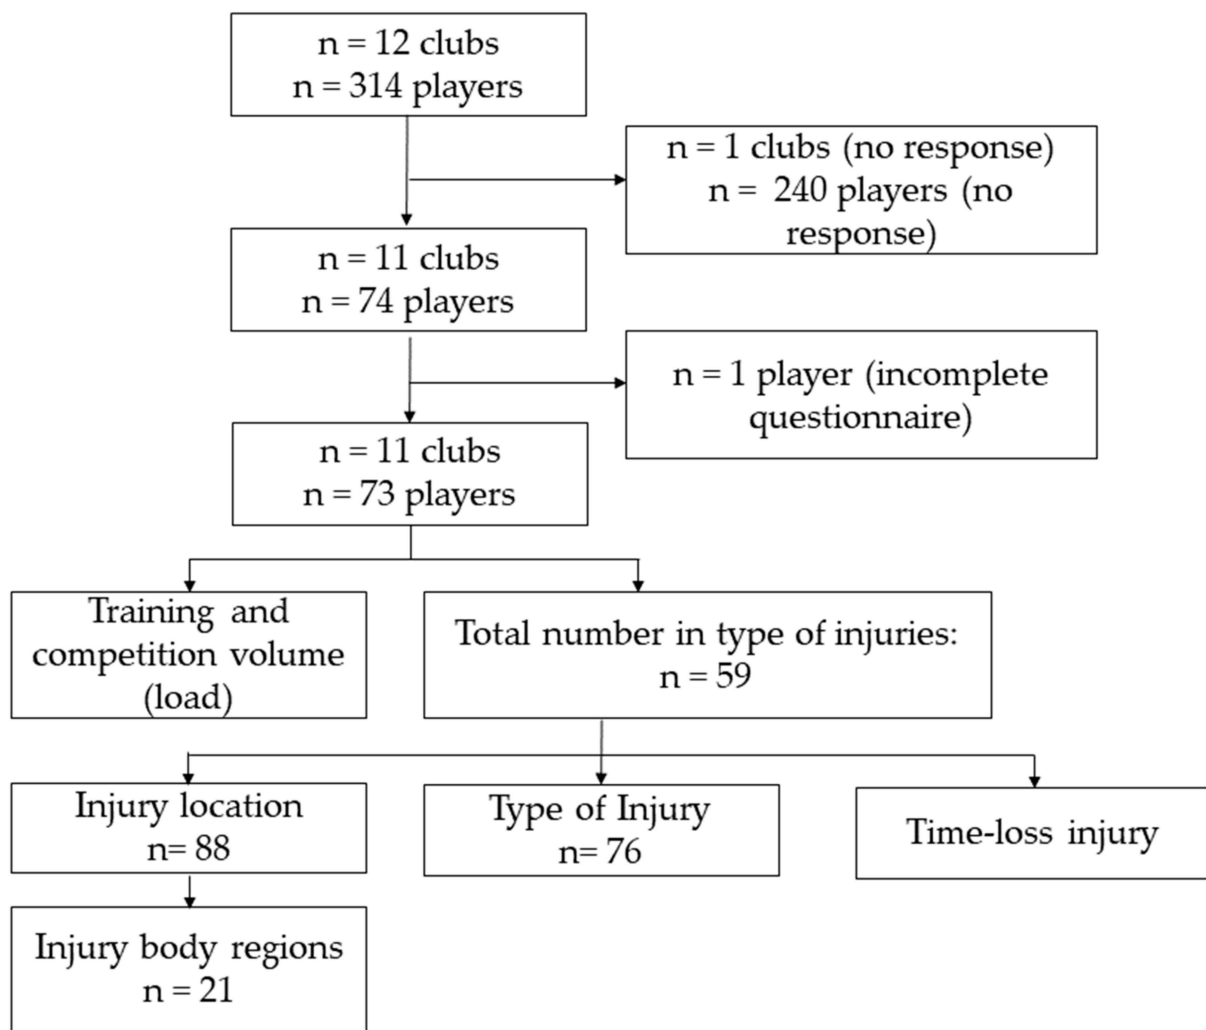 n = 12 clubs
n = 314 players
n = 1 clubs (no response)
n =  240 players (no
response)
n = 11 clubs
n = 74 players
n = 1 player (incomplete
questionnaire)
n = 11 clubs
n = 73 players
Training and
competition volume
(load)
Total number in type of injuries:
n = 59
Injury location
n= 88
Type of Injury
n= 76
Time-loss injury
Injury body regions
n = 21